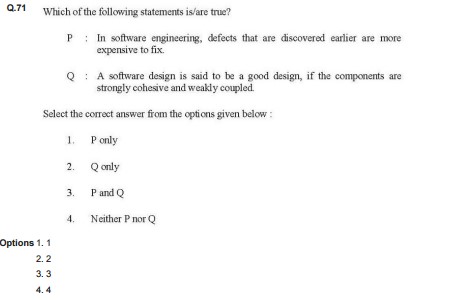 Q.71 Which of the following statements is/are true?
P : In software engineering, defects that are discovered earlier are more
expensive to fix.
Q : A software design is said to be a good design, if the components are
strongly cohesive and weakly coupled.
Select the correct answer from the options given below :
1. P only
2. Q only
3. P and Q
4. Neither P nor Q
Options 1. 1
2. 2
3. 3
4. 4